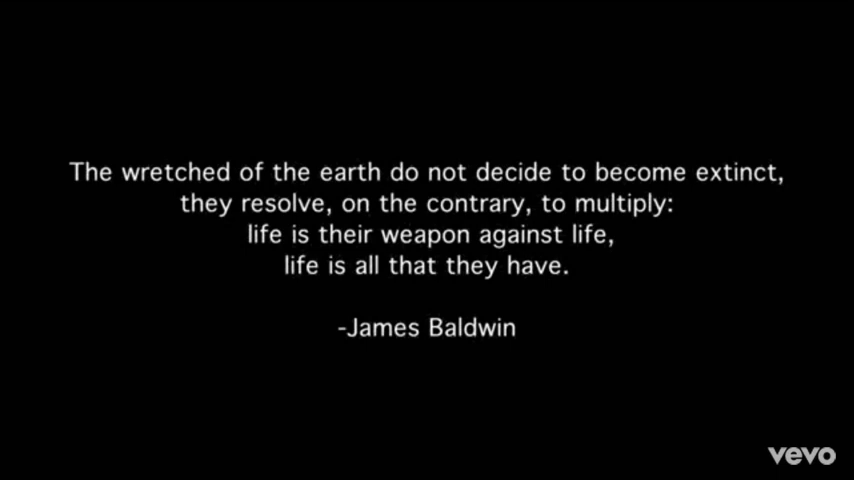 The wretched of the earth do not decide to become extinct,
they resolve, on the contrary, to multiply:
life is their weapon against life,
life is all that they have.
-James Baldwin
vevo